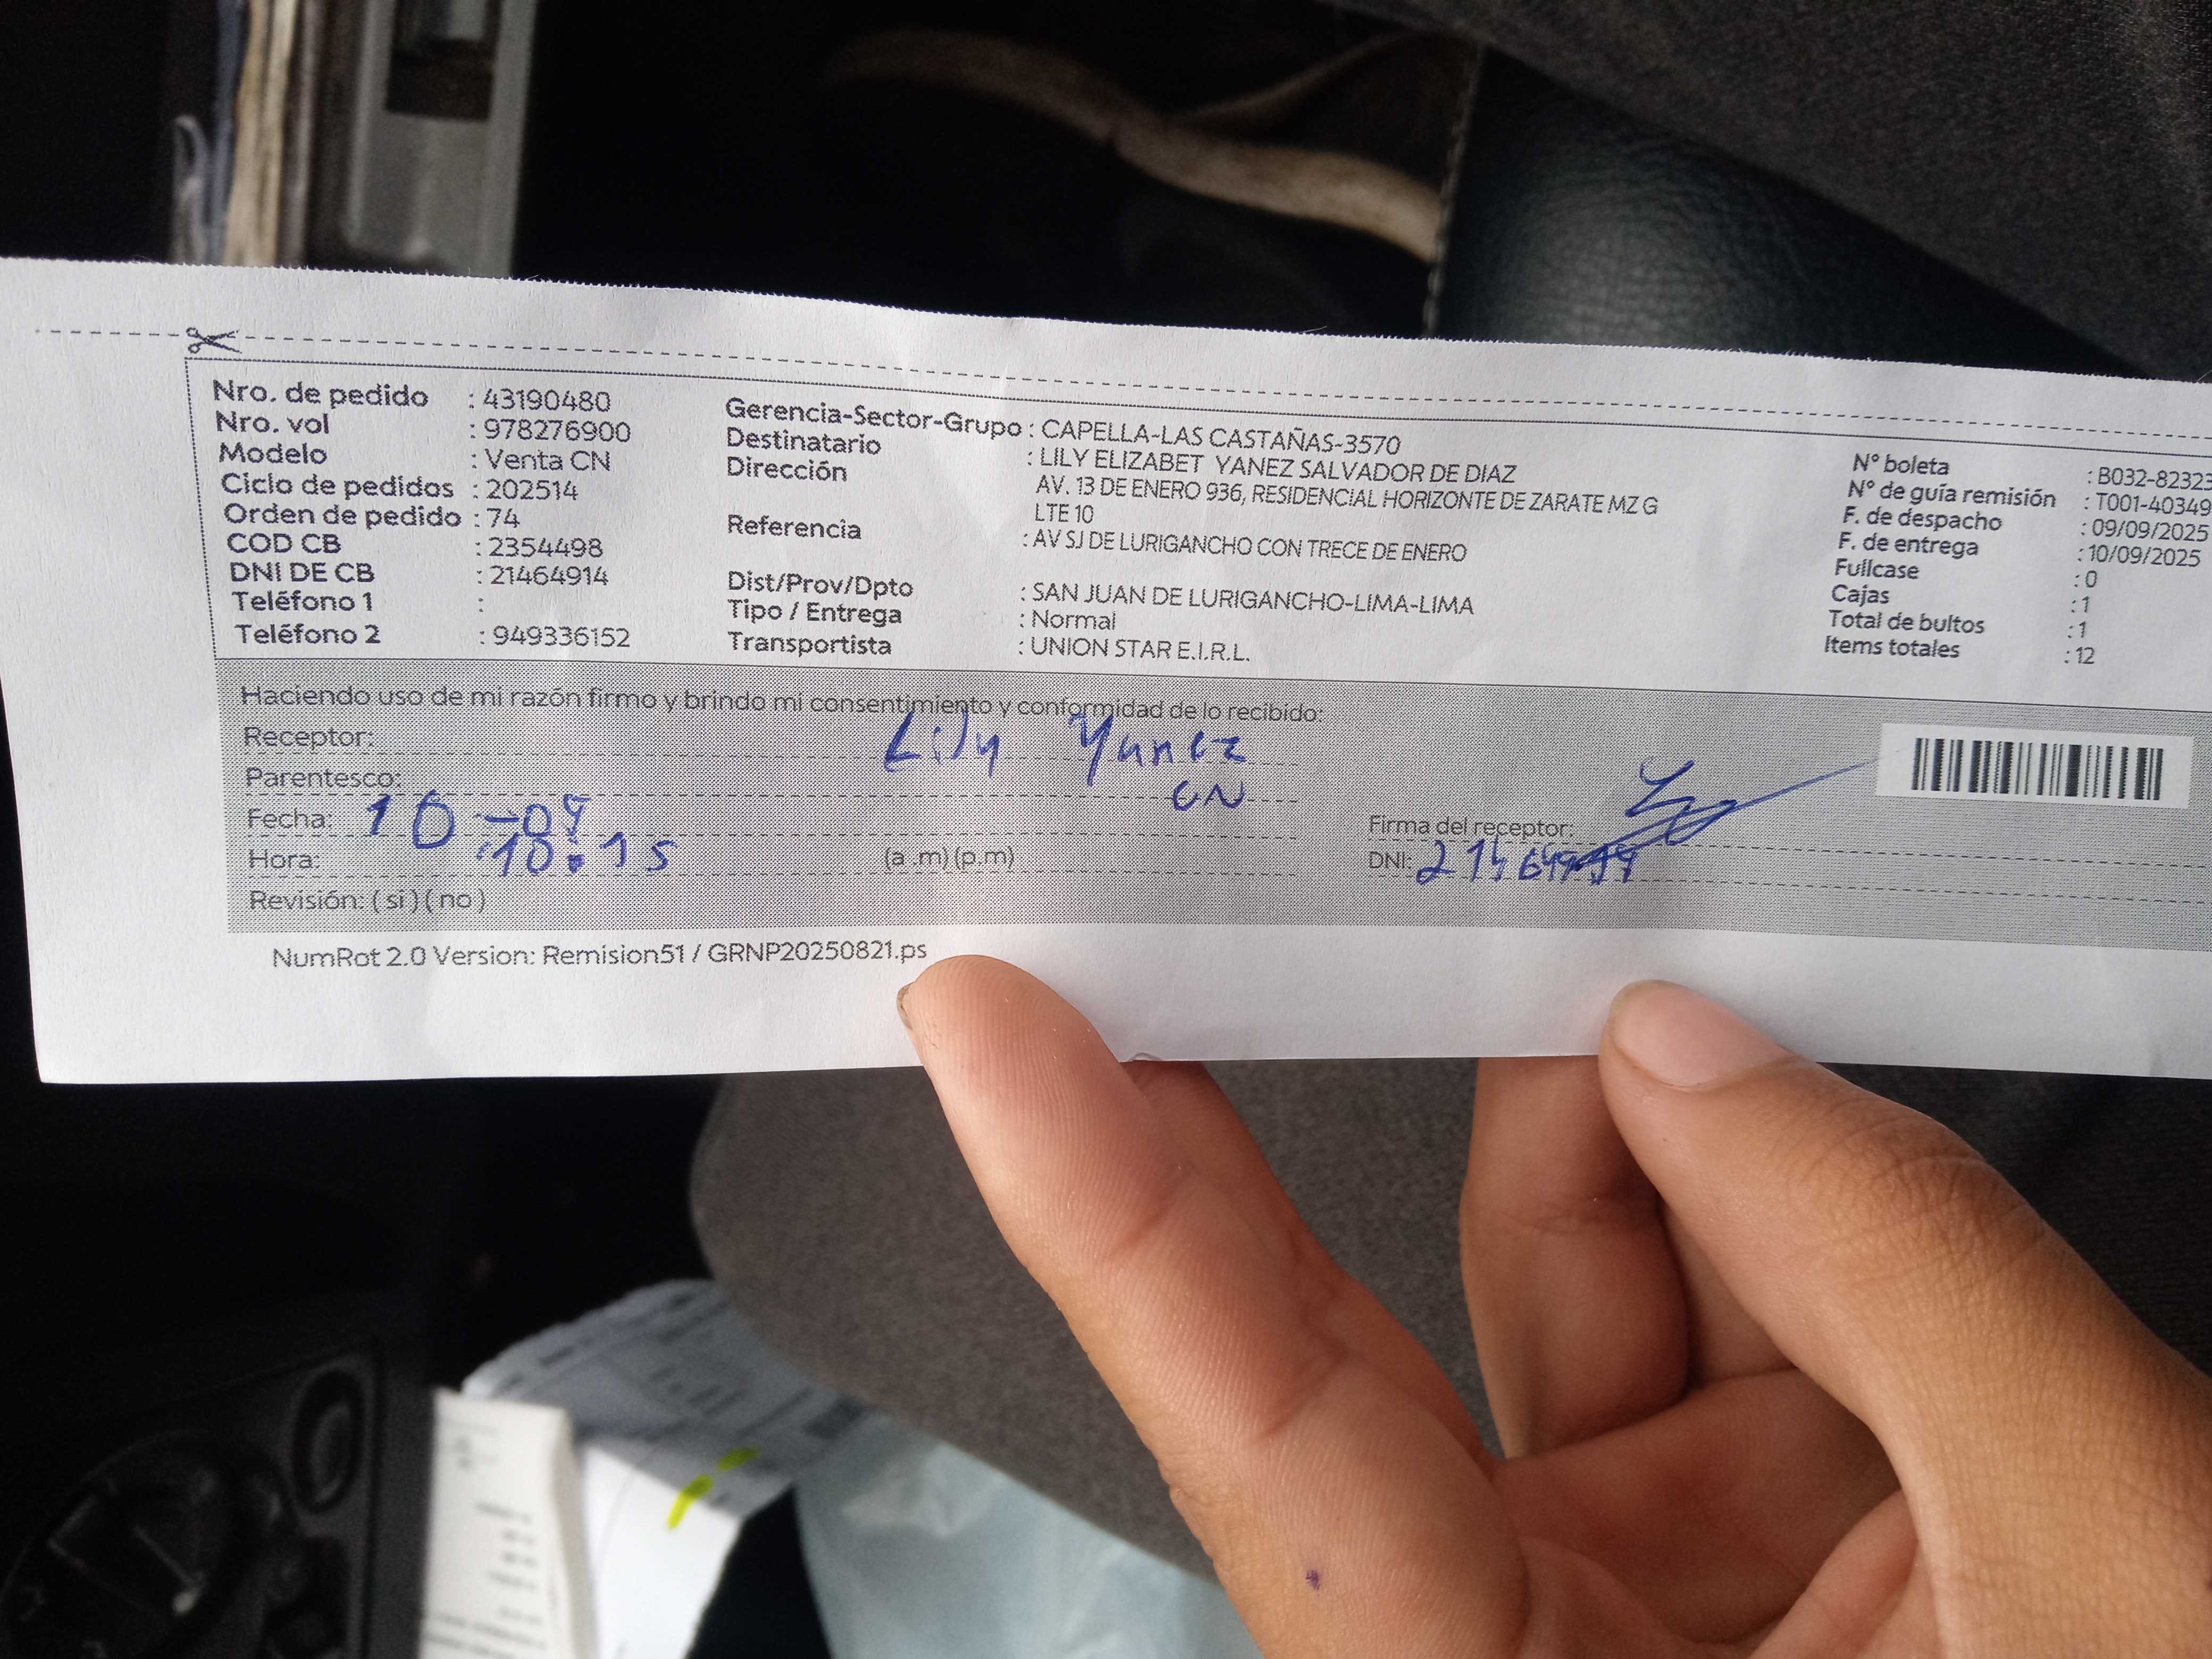 Nro. de pedido : 43190480
Nro. vol : 978276900
Modelo : Venta CN
Ciclo de pedidos : 202514
Orden de pedido : 74
COD CB : 2354498
DNI DE CB : 21464914
Teléfono 1 :
Teléfono 2 : 949336152
Gerencia-Sector-Grupo : CAPELLA-LAS CASTAÑAS-3570
Destinatario : LILY ELIZABET YANEZ SALVADOR DE DIAZ
Dirección AV. 13 DE ENERO 936, RESIDENCIAL HORIZONTE DE ZARATE MZ G
LTE 10
Referencia : AV SJ DE LURIGANCHO CON TRECE DE ENERO
Dist/Prov/Dpto : SAN JUAN DE LURIGANCHO-LIMA-LIMA
Tipo / Entrega : Normal
Transportista : UNION STAR E.I.R.L.
N° boleta : B032-82323
N° de guía remisión : T001-40349
F. de despacho : 09/09/2025
F. de entrega : 10/09/2025
Fullcase : 0
Cajas : 1
Total de bultos : 1
Items totales : 12
Haciendo uso de mi razón firmo y brindo mi consentimiento y conformidad de lo recibido:
Receptor: Lily Yanez
Parentesco: CN
Fecha: 10-09
Hora: 10:15 (a .m) (p.m)
Revisión: ( si ) ( no )
Firma del receptor:
DNI:
NumRot 2.0 Version: Remision51 / GRNP20250821.ps